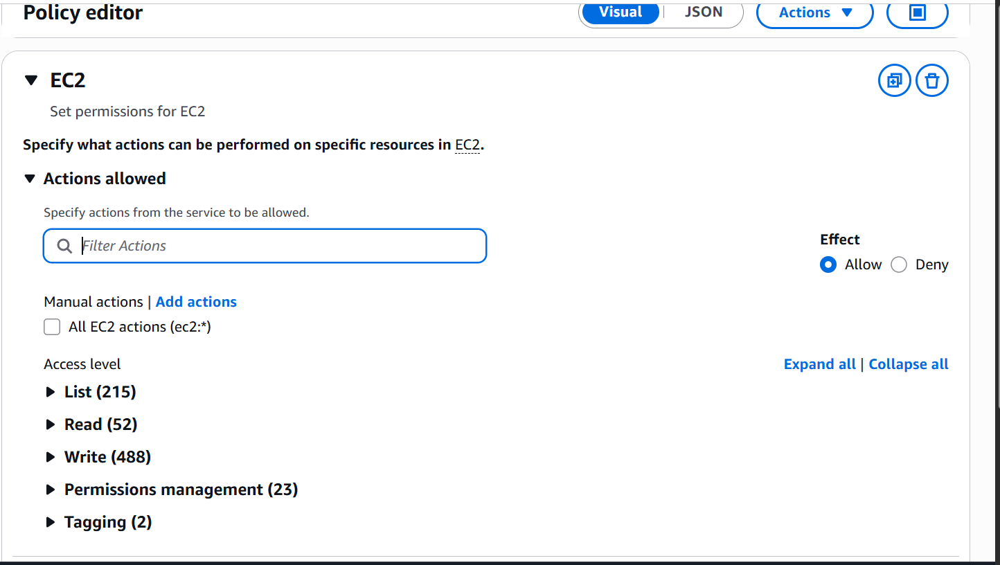 Policy editor
Visual | JSON
Actions
EC2
Set permissions for EC2
Specify what actions can be performed on specific resources in EC2.
Actions allowed
Specify actions from the service to be allowed.
Filter Actions
Effect
Allow Deny
Manual actions | Add actions
All EC2 actions (ec2:*)
Access level
Expand all | Collapse all
List (215)
Read (52)
Write (488)
Permissions management (23)
Tagging (2)